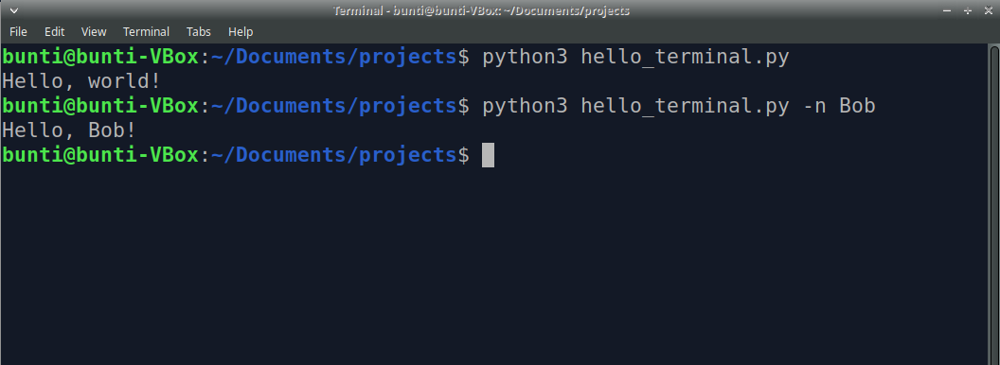 Terminal - bunti@bunti-VBox: ~/Documents/projects
File Edit View Terminal Tabs Help
bunti@bunti-VBox:~/Documents/projects$ python3 hello_terminal.py
Hello, world!
bunti@bunti-VBox:~/Documents/projects$ python3 hello_terminal.py -n Bob
Hello, Bob!
bunti@bunti-VBox:~/Documents/projects$